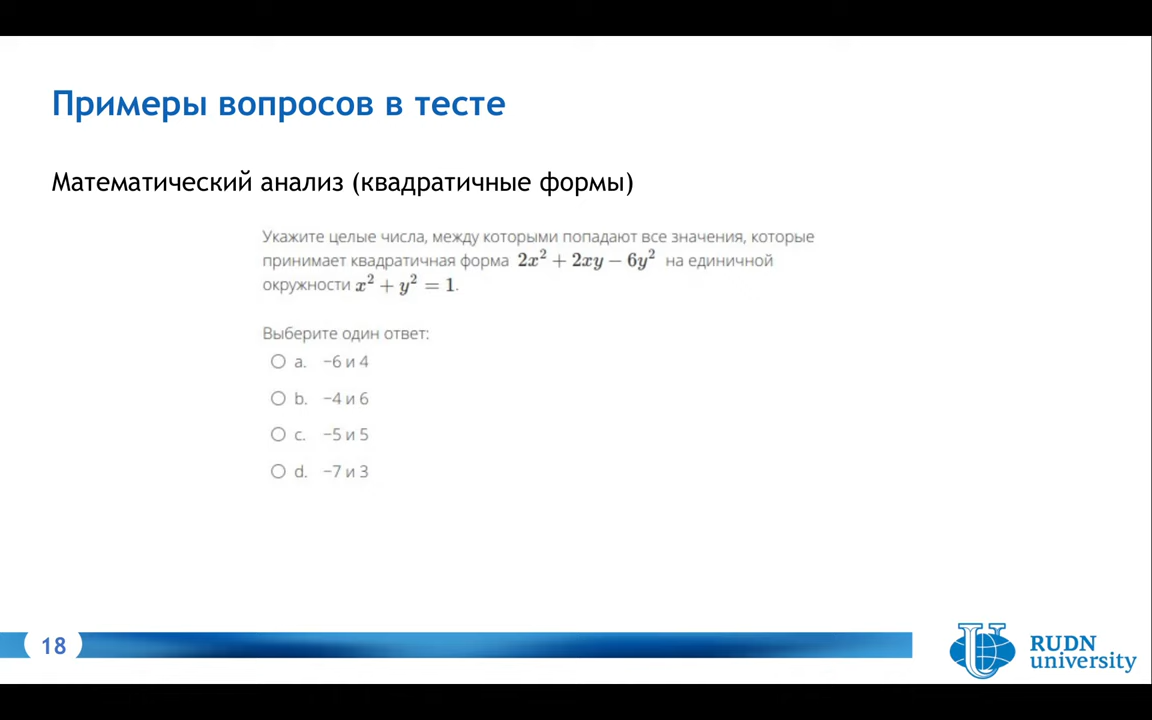 Примеры вопросов в тесте
Математический анализ (квадратичные формы)
Укажите целые числа, между которыми попадают все значения, которые
принимает квадратичная форма 2x² + 2xy − 6y² на единичной
окружности x² + y² = 1.
Выберите один ответ:
a. −6 и 4
b. −4 и 6
c. −5 и 5
d. −7 и 3
18
RUDN
university